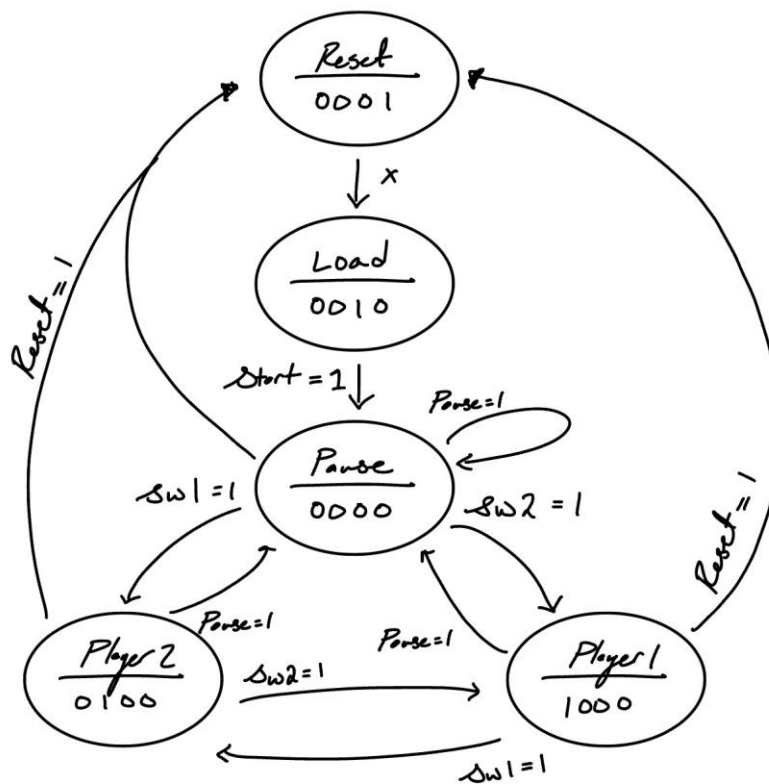 Reset
0001
x
Load
0010
Start = 1
Reset = 1
Pause=1
Pause
0000
SW1 = 1
SW2 = 1
Reset = 1
Pause=1
Pause=1
Player 2
0100
SW2=1
Player 1
1000
SW1=1